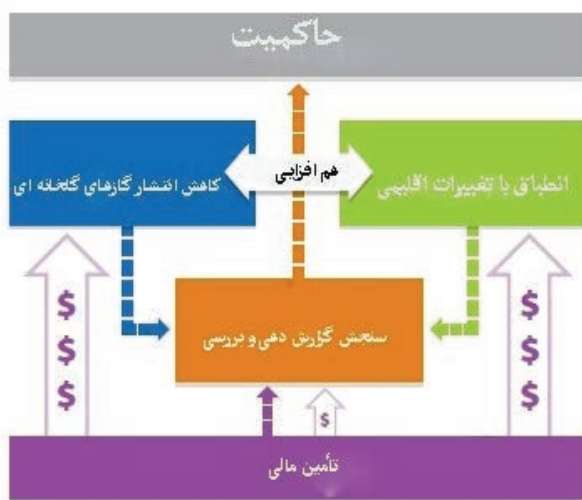 حاکمیت
انطباق با تغییرات اقلیمی
هم افزایی
کاهش انتشار گازهای گلخانه ای
سنجش گزارش دهی و بررسی
$
$
$
$
$
$
$
تأمین مالی